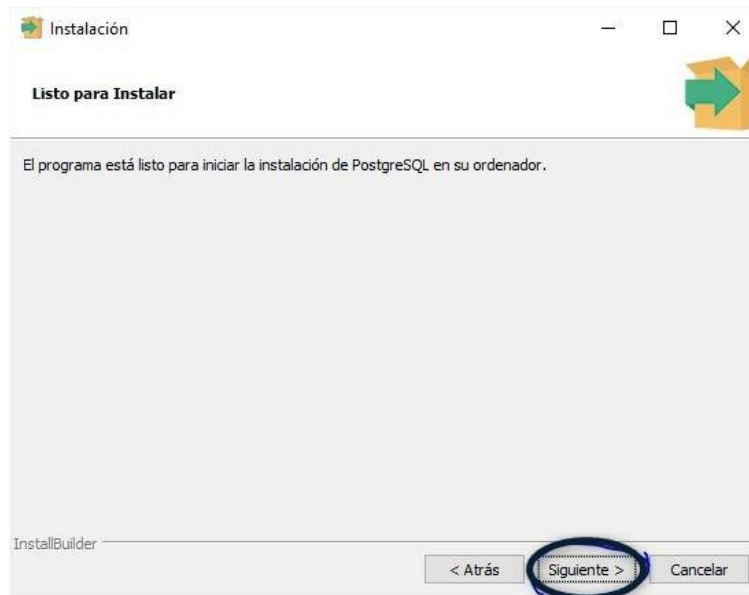 Instalación
Listo para Instalar
El programa está listo para iniciar la instalación de PostgreSQL en su ordenador.
InstallBuilder
< Atrás
Siguiente >
Cancelar